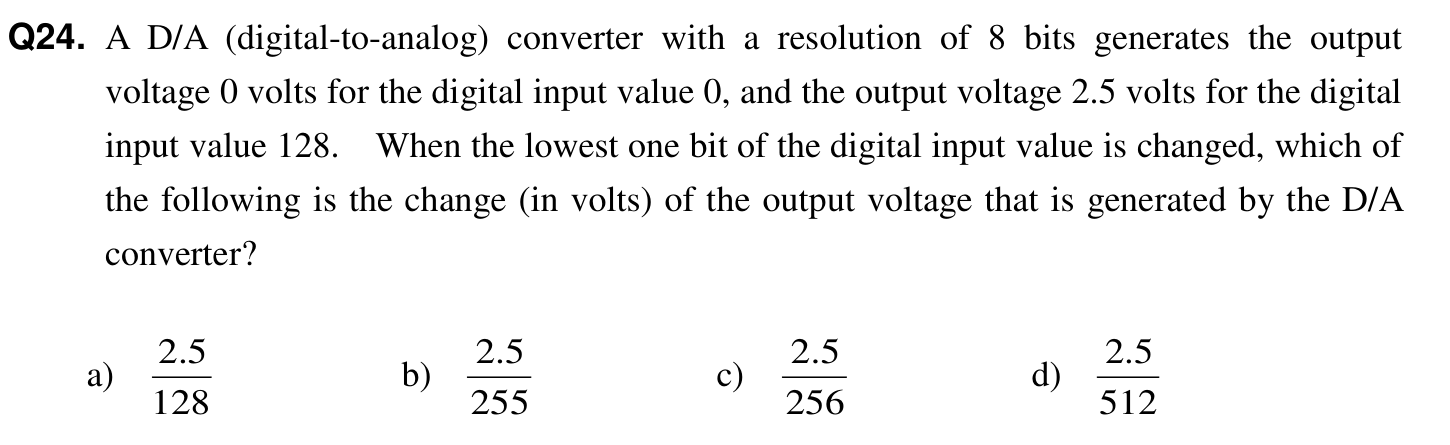 Q24. A D/A (digital-to-analog) converter with a resolution of 8 bits generates the output
voltage 0 volts for the digital input value 0, and the output voltage 2.5 volts for the digital
input value 128. When the lowest one bit of the digital input value is changed, which of
the following is the change (in volts) of the output voltage that is generated by the D/A
converter?
a) 2.5/128 b) 2.5/255 c) 2.5/256 d) 2.5/512